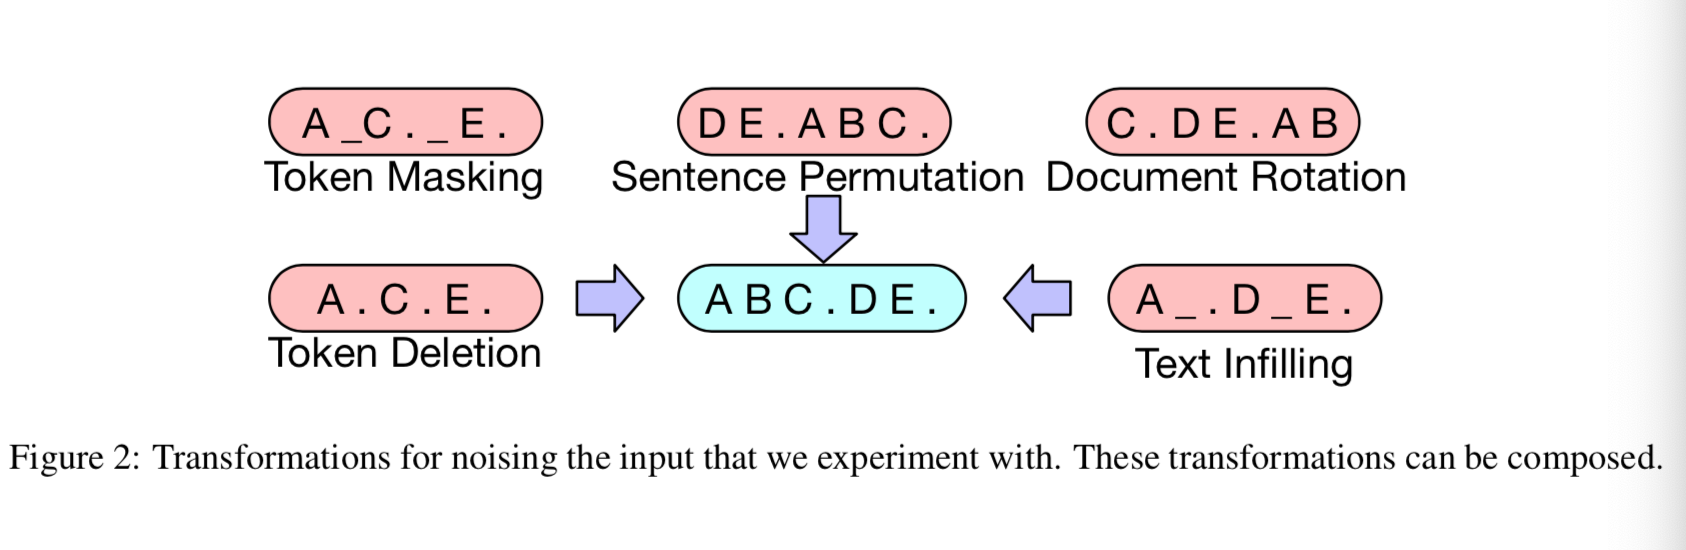 A _ C . _ E .
Token Masking
D E . A B C .
Sentence Permutation
C . D E . A B
Document Rotation
A . C . E .
Token Deletion
A B C . D E .
A _ . D _ E .
Text Infilling
Figure 2: Transformations for noising the input that we experiment with. These transformations can be composed.